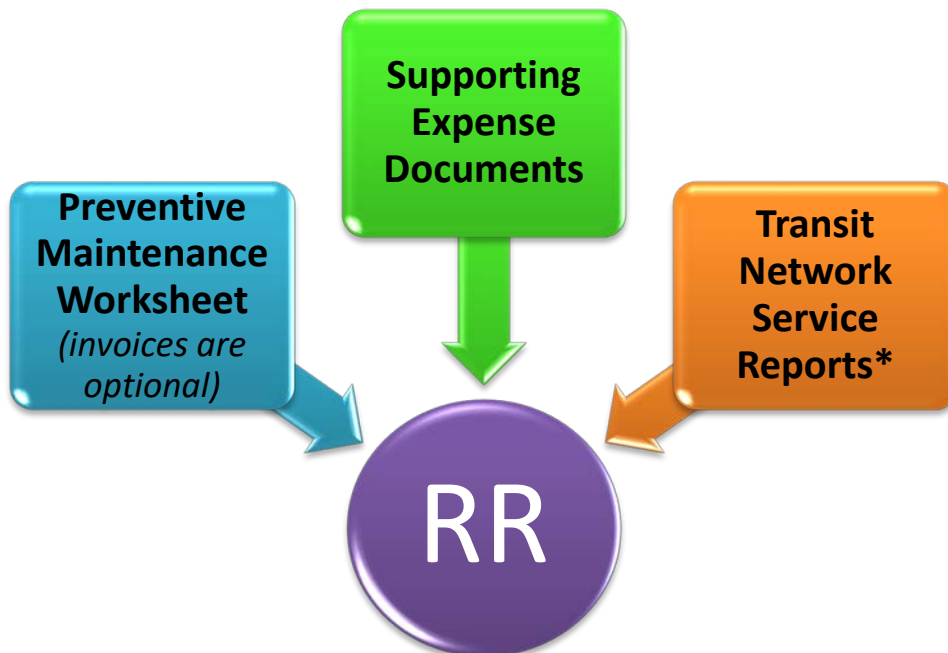 Supporting
Expense
Documents
Preventive
Maintenance
Worksheet
(invoices are
optional)
Transit
Network
Service
Reports*
RR